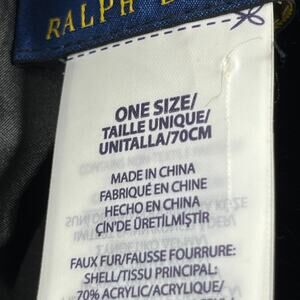 RALPH L
ONE SIZE/
TAILLE UNIQUE/
UNITALLA/70CM
MADE IN CHINA
FABRIQUÉ EN CHINE
HECHO EN CHINA
ÇİN'DE ÜRETİLMİŞTİR
FAUX FUR/FAUSSE FOURRURE:
SHELL/TISSU PRINCIPAL:
70% ACRYLIC/ACRYLIQUE/